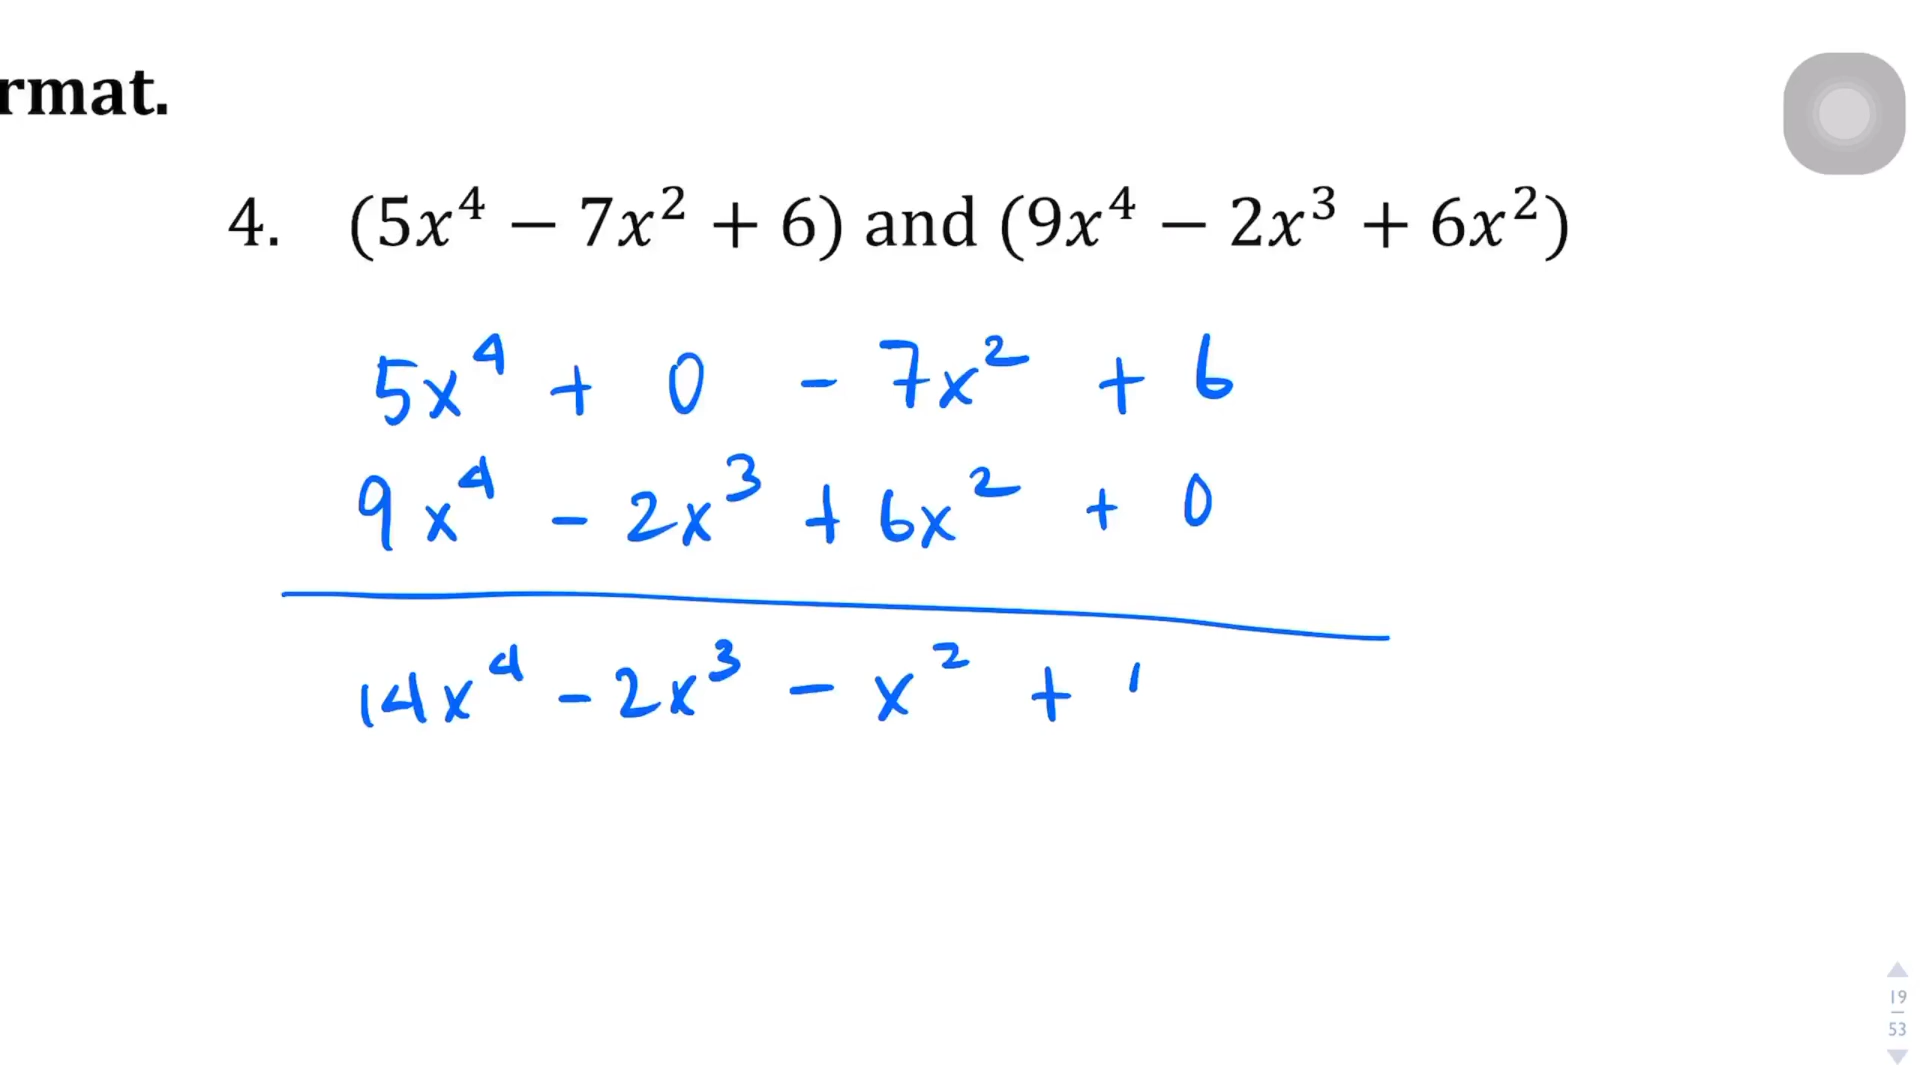 rmat.
4. (5x⁴ − 7x² + 6) and (9x⁴ − 2x³ + 6x²)
5x⁴ + 0 - 7x² + 6
9x⁴ - 2x³ + 6x² + 0
14x⁴ - 2x³ - x² +
19
53